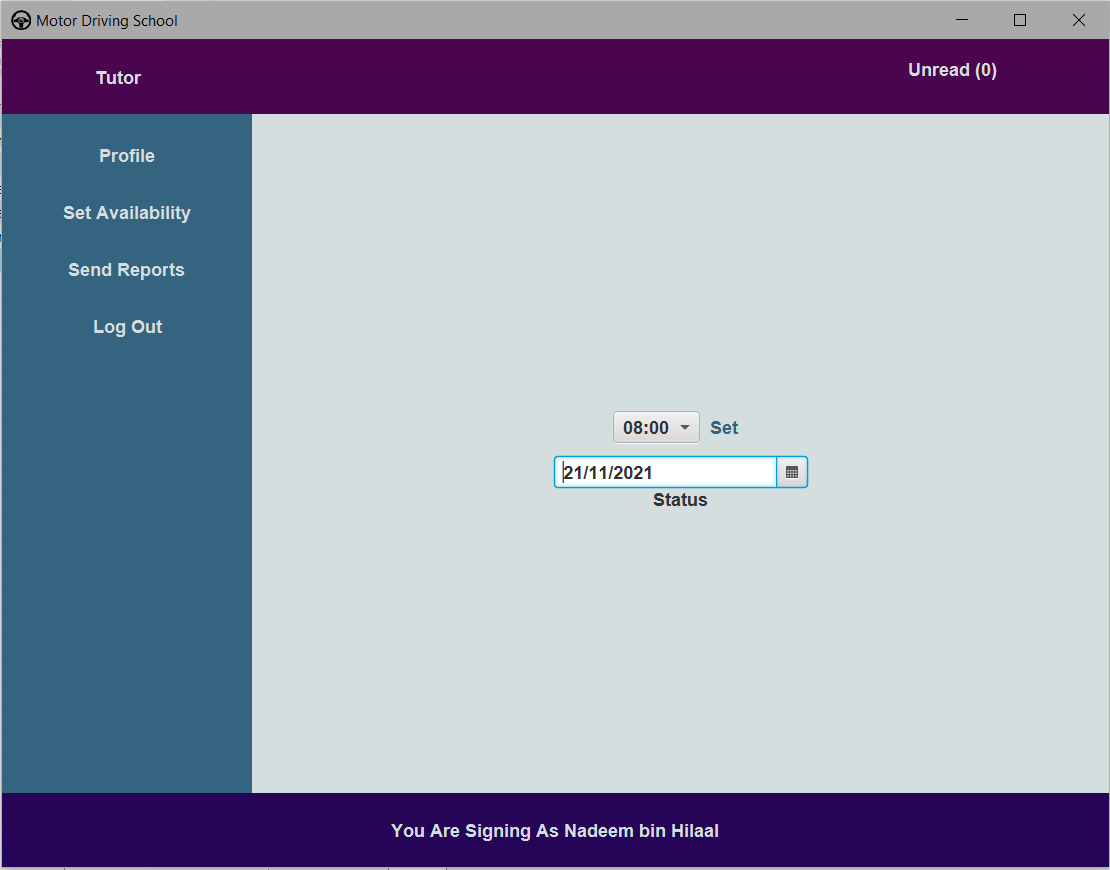 Motor Driving School
Tutor
Unread (0)
Profile
Set Availability
Send Reports
Log Out
08:00 Set
21/11/2021
Status
You Are Signing As Nadeem bin Hilaal